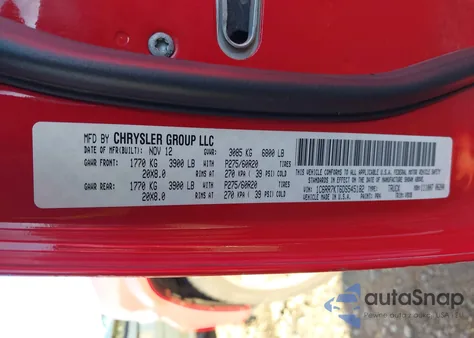 MFD BY CHRYSLER GROUP LLC
DATE OF MFR(BUILT): NOV 12 GVWR: 3085 KG 6800 LB
GAWR FRONT: 1770 KG 3900 LB WITH P275/60R20 TIRES
20X8.0 RIMS AT 270 KPA ( 39 PSI) COLD
GAWR REAR: 1770 KG 3900 LB WITH P275/60R20 TIRES
20X8.0 RIMS AT 270 KPA ( 39 PSI) COLD
THIS VEHICLE CONFORMS TO ALL APPLICABLE
U.S.A. FEDERAL MOTOR VEHICLE SAFETY
STANDARDS IN EFFECT ON THE DATE
OF MANUFACTURE SHOWN ABOVE
VIN: TYPE: TRUCK
VEHICLE MADE IN U.S.A. PAINT: TRIM:
autoSnap